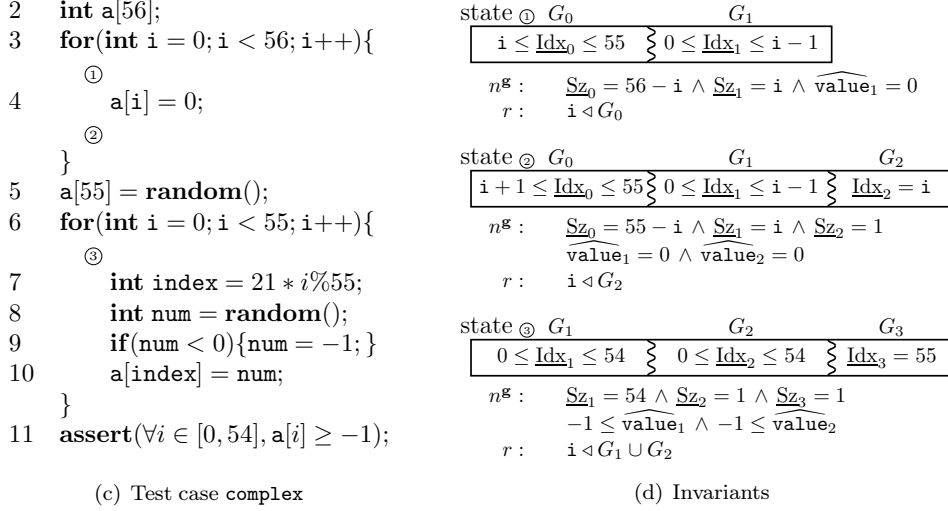 2 int a[56];
3 for(int i = 0; i < 56; i++){
①
4 a[i] = 0;
②
}
5 a[55] = random();
6 for(int i = 0; i < 55; i++){
③
7 int index = 21 * i%55;
8 int num = random();
9 if(num < 0){num = −1; }
10 a[index] = num;
}
11 assert(∀i ∈ [0, 54], a[i] ≥ −1);
(c) Test case complex
state ① G₀ G₁
i ≤ Idx₀ ≤ 55 0 ≤ Idx₁ ≤ i − 1
nᵍ : Sz₀ = 56 − i ∧ Sz₁ = i ∧ value₁ = 0
r : i ◁ G₀
state ② G₀ G₁ G₂
i + 1 ≤ Idx₀ ≤ 55 0 ≤ Idx₁ ≤ i − 1 Idx₂ = i
nᵍ : Sz₀ = 55 − i ∧ Sz₁ = i ∧ Sz₂ = 1
value₁ = 0 ∧ value₂ = 0
r : i ◁ G₂
state ③ G₁ G₂ G₃
0 ≤ Idx₁ ≤ 54 0 ≤ Idx₂ ≤ 54 Idx₃ = 55
nᵍ : Sz₁ = 54 ∧ Sz₂ = 1 ∧ Sz₃ = 1
−1 ≤ value₁ ∧ −1 ≤ value₂
r : i ◁ G₁ ∪ G₂
(d) Invariants